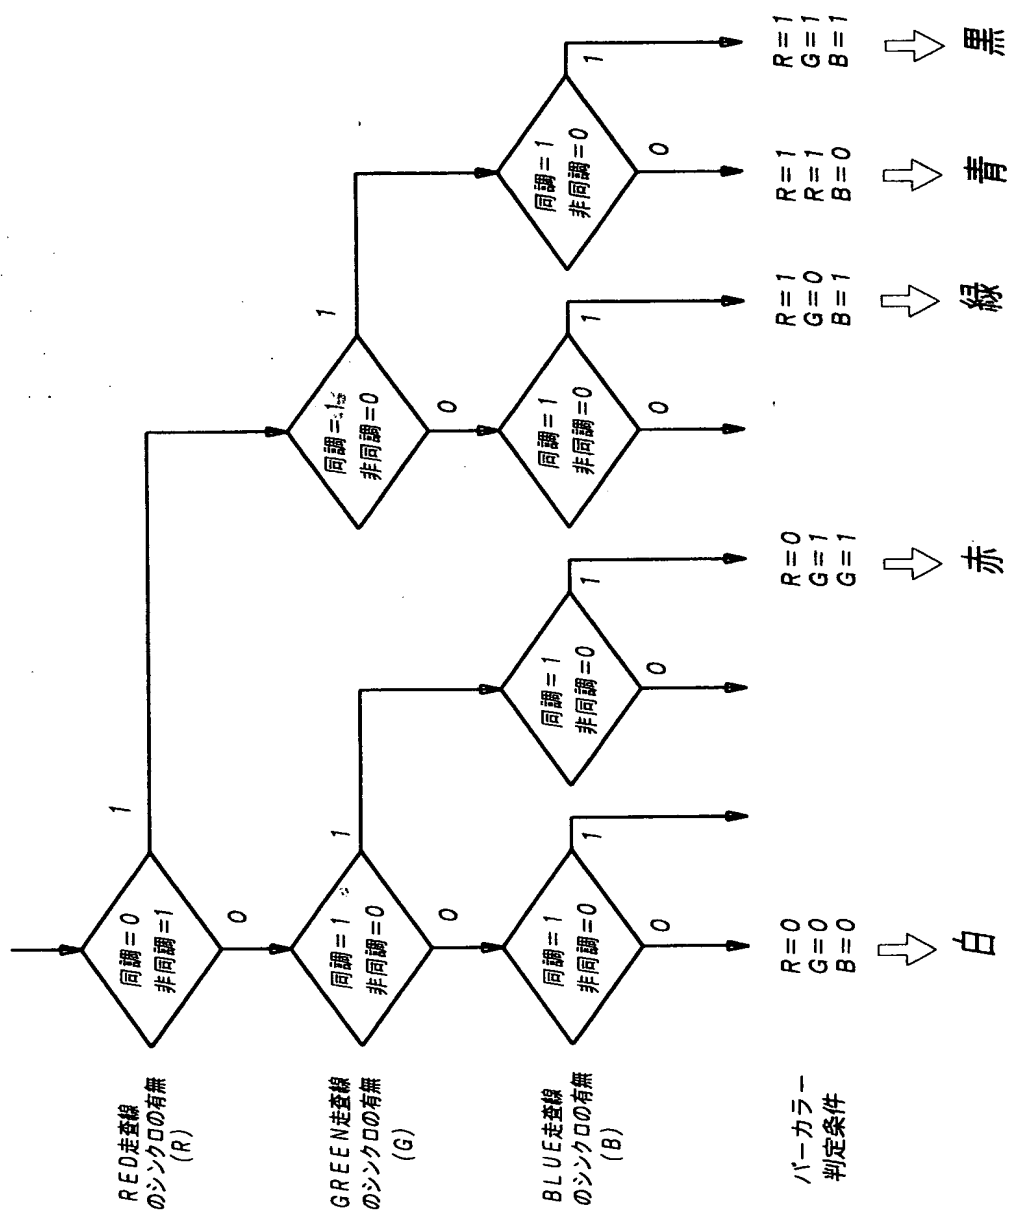 RED走査線
のシンクロの有無
(R)
同調=0
非同調=1
1
0
GREEN走査線
のシンクロの有無
(G)
同調=1
非同調=0
1
0
同調=1
非同調=0
1
0
BLUE走査線
のシンクロの有無
(B)
同調=1
非同調=0
1
0
同調=1
非同調=0
1
0
同調=1
非同調=0
1
0
同調=1
非同調=0
1
0
バーカラー
判定条件
R=0
G=0
B=0
白
R=0
G=1
G=1
赤
R=1
G=0
B=1
緑
R=1
R=1
B=0
青
R=1
G=1
B=1
黒